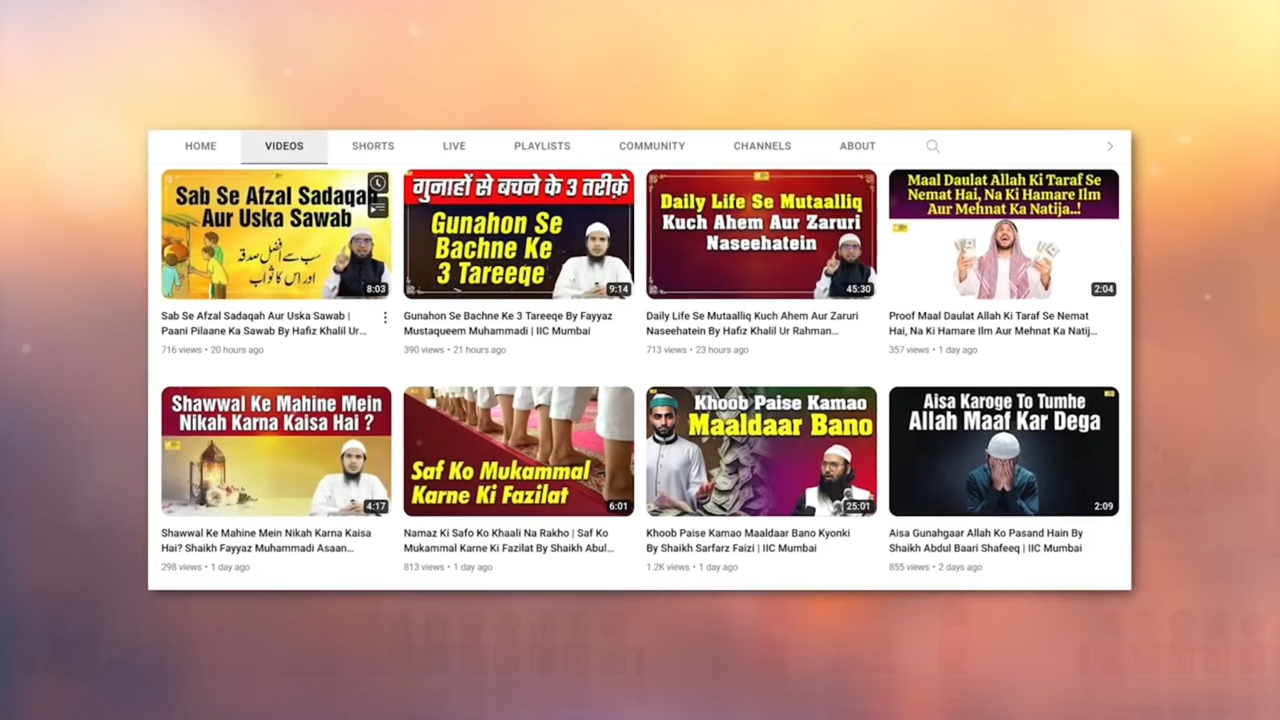 HOME VIDEOS SHORTS LIVE PLAYLISTS COMMUNITY CHANNELS ABOUT
Sab Se Afzal Sadaqah
Aur Uska Sawab
سب سے افضل صدقہ
اور اس کا ثواب
8:03
गुनाहों से बचने के 3 तरीक़े
Gunahon Se
Bachne Ke
3 Tareeqe
9:14
Daily Life Se Mutaalliq
Kuch Ahem Aur Zaruri
Naseehatein
45:30
Maal Daulat Allah Ki Taraf Se
Nemat Hai, Na Ki Hamare Ilm
Aur Mehnat Ka Natija..!
2:04
Sab Se Afzal Sadaqah Aur Uska Sawab |
Paani Pilaane Ka Sawab By Hafiz Khalil Ur...
716 views • 20 hours ago
Gunahon Se Bachne Ke 3 Tareeqe By Fayyaz
Mustaqueem Muhammadi | IIC Mumbai
390 views • 21 hours ago
Daily Life Se Mutaalliq Kuch Ahem Aur Zaruri
Naseehatein By Hafiz Khalil Ur Rahman...
713 views • 23 hours ago
Proof Maal Daulat Allah Ki Taraf Se Nemat
Hai, Na Ki Hamare Ilm Aur Mehnat Ka Natij...
357 views • 1 day ago
Shawwal Ke Mahine Mein
Nikah Karna Kaisa Hai ?
4:17
Saf Ko Mukammal
Karne Ki Fazilat
6:01
Khoob Paise Kamao
Maaldaar Bano
25:01
Aisa Karoge To Tumhe
Allah Maaf Kar Dega
2:09
Shawwal Ke Mahine Mein Nikah Karna Kaisa
Hai? Shaikh Fayyaz Muhammadi Asaan...
298 views • 1 day ago
Namaz Ki Safo Ko Khaali Na Rakho | Saf Ko
Mukammal Karne Ki Fazilat By Shaikh Abul...
813 views • 1 day ago
Khoob Paise Kamao Maaldaar Bano Kyonki
By Shaikh Sarfarz Faizi | IIC Mumbai
1.2K views • 1 day ago
Aisa Gunahgaar Allah Ko Pasand Hain By
Shaikh Abdul Baari Shafeeq | IIC Mumbai
855 views • 2 days ago